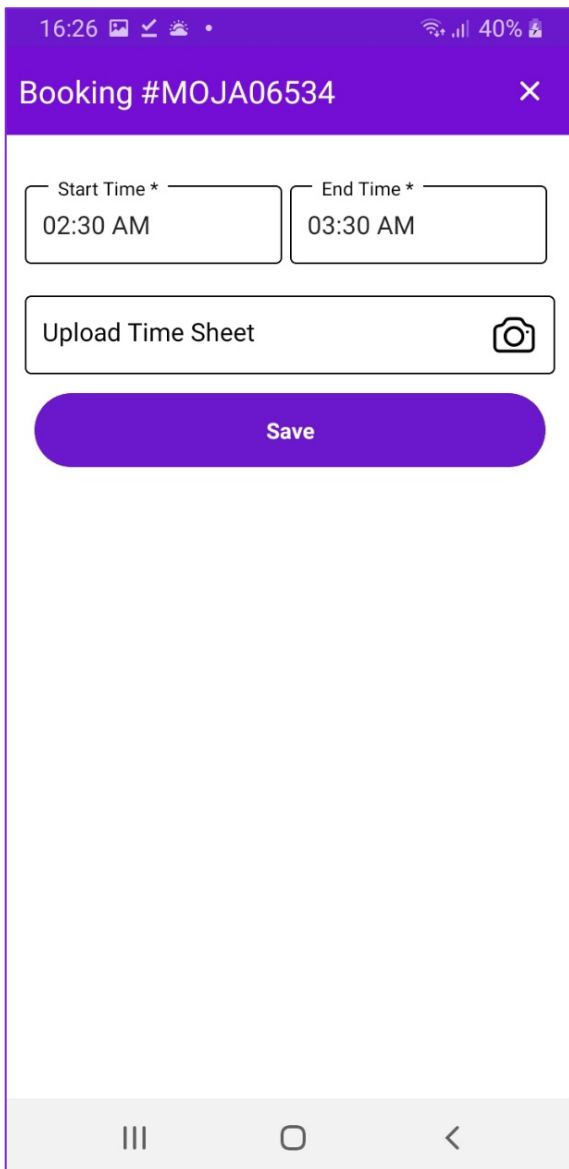 16:26 40%
Booking #MOJA06534
Start Time * End Time *
02:30 AM 03:30 AM
Upload Time Sheet
Save